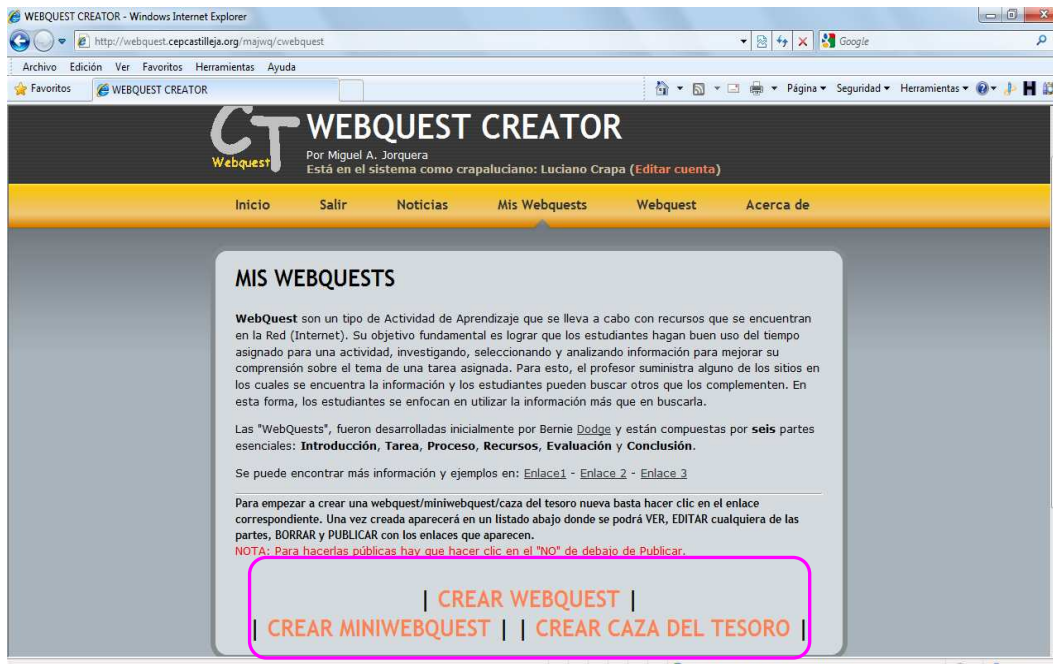 WEBQUEST CREATOR - Windows Internet Explorer
http://webquest.cepcastilleja.org/majwq/cwebquest
Google
Archivo Edición Ver Favoritos Herramientas Ayuda
Favoritos WEBQUEST CREATOR Página Seguridad Herramientas
CT
Webquest
WEBQUEST CREATOR
Por Miguel A. Jorquera
Está en el sistema como crapaluciano: Luciano Crapa (Editar cuenta)
Inicio Salir Noticias Mis Webquests Webquest Acerca de
MIS WEBQUESTS
WebQuest son un tipo de Actividad de Aprendizaje que se lleva a cabo con recursos que se encuentran
en la Red (Internet). Su objetivo fundamental es lograr que los estudiantes hagan buen uso del tiempo
asignado para una actividad, investigando, seleccionando y analizando información para mejorar su
comprensión sobre el tema de una tarea asignada. Para esto, el profesor suministra alguno de los sitios en
los cuales se encuentra la información y los estudiantes pueden buscar otros que los complementen. En
esta forma, los estudiantes se enfocan en utilizar la información más que en buscarla.
Las "WebQuests", fueron desarrolladas inicialmente por Bernie Dodge y están compuestas por seis partes
esenciales: Introducción, Tarea, Proceso, Recursos, Evaluación y Conclusión.
Se puede encontrar más información y ejemplos en: Enlace1 - Enlace 2 - Enlace 3
Para empezar a crear una webquest/miniwebquest/caza del tesoro nueva basta hacer clic en el enlace
correspondiente. Una vez creada aparecerá en un listado abajo donde se podrá VER, EDITAR cualquiera de las
partes, BORRAR y PUBLICAR con los enlaces que aparecen.
NOTA: Para hacerlas públicas hay que hacer clic en el "NO" de debajo de Publicar.
| CREAR WEBQUEST |
| CREAR MINIWEBQUEST | | CREAR CAZA DEL TESORO |